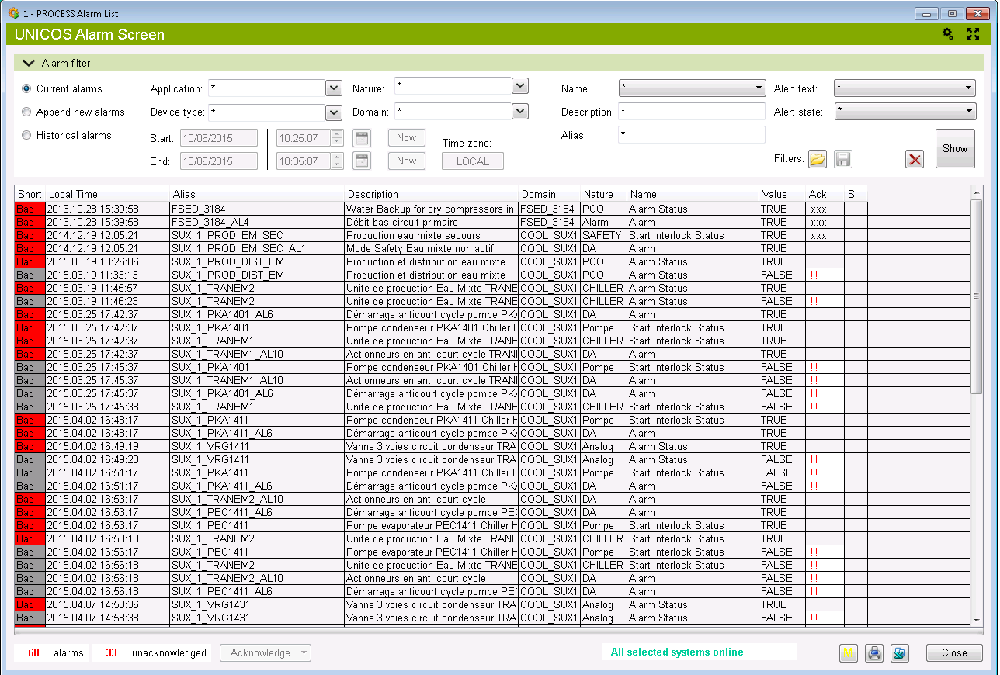 1 - PROCESS Alarm List
UNICOS Alarm Screen
Alarm filter
Current alarms Application: * Nature: * Name: * Alert text: *
Append new alarms Device type: * Domain: * Description: * Alert state: *
Historical alarms Start: 10/06/2015 10:25:07 Now Time zone: Alias: * Show
End: 10/06/2015 10:35:07 Now LOCAL Filters:
Short Local Time Alias Description Domain Nature Name Value Ack. S
Bad 2013.10.28 15:39:58 FSED_3184 Water Backup for cry compressors in FSED_3184 PCO Alarm Status TRUE xxx
Bad 2013.10.28 15:39:58 FSED_3184_AL4 Débit bas circuit primaire FSED_3184 Alarm Alarm TRUE xxx
Bad 2014.12.19 12:05:21 SUX_1_PROD_EM_SEC Production eau mixte secours COOL_SUX1 SAFETY Start Interlock Status TRUE xxx
Bad 2014.12.19 12:05:21 SUX_1_PROD_EM_SEC_AL1 Mode Safety Eau mixte non actif COOL_SUX1 DA Alarm TRUE
Bad 2015.03.19 10:26:06 SUX_1_PROD_DIST_EM Production et distribution eau mixte COOL_SUX1 PCO Alarm Status TRUE
Bad 2015.03.19 11:33:13 SUX_1_PROD_DIST_EM Production et distribution eau mixte COOL_SUX1 PCO Alarm Status FALSE !!!
Bad 2015.03.19 11:45:57 SUX_1_TRANEM2 Unite de production Eau Mixte TRANE COOL_SUX1 CHILLER Alarm Status TRUE
Bad 2015.03.19 11:46:23 SUX_1_TRANEM2 Unite de production Eau Mixte TRANE COOL_SUX1 CHILLER Alarm Status FALSE !!!
Bad 2015.03.25 17:42:37 SUX_1_PKA1401_AL6 Démarrage anticourt cycle pompe PKA COOL_SUX1 DA Alarm TRUE
Bad 2015.03.25 17:42:37 SUX_1_PKA1401 Pompe condenseur PKA1401 Chiller H COOL_SUX1 Pompe Start Interlock Status TRUE
Bad 2015.03.25 17:42:37 SUX_1_TRANEM1 Unite de production Eau Mixte TRANE COOL_SUX1 CHILLER Start Interlock Status TRUE
Bad 2015.03.25 17:42:37 SUX_1_TRANEM1_AL10 Actionneurs en anti court cycle TRANI COOL_SUX1 DA Alarm TRUE
Bad 2015.03.25 17:45:37 SUX_1_PKA1401 Pompe condenseur PKA1401 Chiller H COOL_SUX1 Pompe Start Interlock Status FALSE !!!
Bad 2015.03.25 17:45:37 SUX_1_TRANEM1_AL10 Actionneurs en anti court cycle TRANI COOL_SUX1 DA Alarm FALSE !!!
Bad 2015.03.25 17:45:37 SUX_1_PKA1401_AL6 Démarrage anticourt cycle pompe PKA COOL_SUX1 DA Alarm FALSE !!!
Bad 2015.03.25 17:45:38 SUX_1_TRANEM1 Unite de production Eau Mixte TRANE COOL_SUX1 CHILLER Start Interlock Status FALSE !!!
Bad 2015.04.02 16:48:17 SUX_1_PKA1411 Pompe condenseur PKA1411 Chiller H COOL_SUX1 Pompe Start Interlock Status TRUE
Bad 2015.04.02 16:48:17 SUX_1_PKA1411_AL6 Démarrage anticourt cycle pompe PKA COOL_SUX1 DA Alarm TRUE
Bad 2015.04.02 16:49:19 SUX_1_VRG1411 Vanne 3 voies circuit condenseur TRA COOL_SUX1 Analog Alarm Status TRUE
Bad 2015.04.02 16:49:23 SUX_1_VRG1411 Vanne 3 voies circuit condenseur TRA COOL_SUX1 Analog Alarm Status FALSE !!!
Bad 2015.04.02 16:51:17 SUX_1_PKA1411 Pompe condenseur PKA1411 Chiller H COOL_SUX1 Pompe Start Interlock Status FALSE !!!
Bad 2015.04.02 16:51:17 SUX_1_PKA1411_AL6 Démarrage anticourt cycle pompe PKA COOL_SUX1 DA Alarm FALSE !!!
Bad 2015.04.02 16:53:17 SUX_1_TRANEM2_AL10 Actionneurs en anti court cycle COOL_SUX1 DA Alarm TRUE
Bad 2015.04.02 16:53:17 SUX_1_PEC1411_AL6 Démarrage anticourt cycle pompe PEC COOL_SUX1 DA Alarm TRUE
Bad 2015.04.02 16:53:17 SUX_1_PEC1411 Pompe evaporateur PEC1411 Chiller H COOL_SUX1 Pompe Start Interlock Status TRUE
Bad 2015.04.02 16:53:18 SUX_1_TRANEM2 Unite de production Eau Mixte TRANE COOL_SUX1 CHILLER Start Interlock Status TRUE
Bad 2015.04.02 16:56:17 SUX_1_PEC1411 Pompe evaporateur PEC1411 Chiller H COOL_SUX1 Pompe Start Interlock Status FALSE !!!
Bad 2015.04.02 16:56:18 SUX_1_TRANEM2 Unite de production Eau Mixte TRANE COOL_SUX1 CHILLER Start Interlock Status FALSE !!!
Bad 2015.04.02 16:56:18 SUX_1_TRANEM2_AL10 Actionneurs en anti court cycle COOL_SUX1 DA Alarm FALSE !!!
Bad 2015.04.02 16:56:18 SUX_1_PEC1411_AL6 Démarrage anticourt cycle pompe PEC COOL_SUX1 DA Alarm FALSE !!!
Bad 2015.04.07 14:58:36 SUX_1_VRG1431 Vanne 3 voies circuit condenseur TRA COOL_SUX1 Analog Alarm Status TRUE
Bad 2015.04.07 14:58:38 SUX_1_VRG1431 Vanne 3 voies circuit condenseur TRA COOL_SUX1 Analog Alarm Status FALSE !!!
68 alarms 33 unacknowledged Acknowledge All selected systems online Close